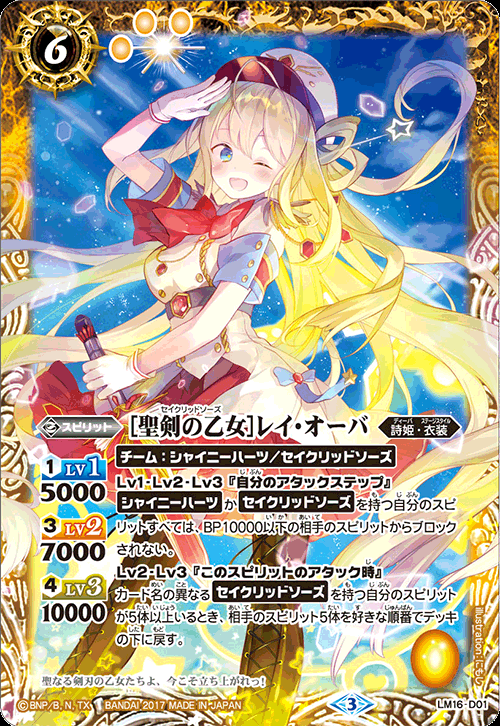 6
セイクリッドソーズ
スピリット
[聖剣の乙女]レイ・オーバ
ディーバ ステージスタイル
詩姫・衣装
チーム：シャイニーハーツ／セイクリッドソーズ
1 LV1
5000
Lv1・Lv2・Lv3『自分のアタックステップ』
シャイニーハーツ か セイクリッドソーズ を持つ自分のスピ
リットすべては、BP10000以下の相手のスピリットからブロック
されない。
3 LV2
7000
Lv2・Lv3『このスピリットのアタック時』
カード名の異なる セイクリッドソーズ を持つ自分のスピリット
が5体以上いるとき、相手のスピリット5体を好きな順番でデッキ
の下に戻す。
4 LV3
10000
聖なる剣刃の乙女たちよ、今こそ立ち上がれっ！
illustration：にもし
©BNP/B, N, TX BANDAI 2017 MADE IN JAPAN
3
LM16-D01